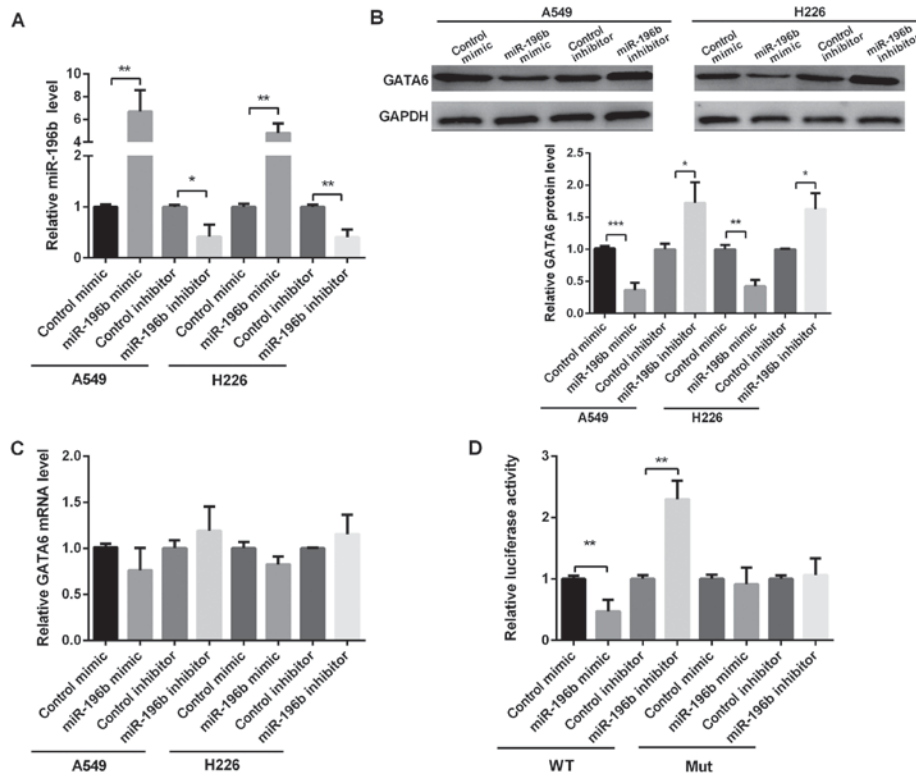 A
Relative miR-196b level
8
6
4
2
1
0
**
*
**
**
Control mimic
miR-196b mimic
Control inhibitor
miR-196b inhibitor
Control mimic
miR-196b mimic
Control inhibitor
miR-196b inhibitor
A549
H226
B
A549
H226
Control mimic
miR-196b mimic
Control inhibitor
miR-196b inhibitor
Control mimic
miR-196b mimic
Control inhibitor
miR-196b inhibitor
GATA6
GAPDH
Relative GATA6 protein level
2.5
2.0
1.5
1.0
0.5
0.0
***
*
**
*
Control mimic
miR-196b mimic
Control inhibitor
miR-196b inhibitor
Control mimic
miR-196b mimic
Control inhibitor
miR-196b inhibitor
A549
H226
C
Relative GATA6 mRNA level
2.0
1.5
1.0
0.5
0.0
Control mimic
miR-196b mimic
Control inhibitor
miR-196b inhibitor
Control mimic
miR-196b mimic
Control inhibitor
miR-196b inhibitor
A549
H226
D
Relative luciferase activity
3
2
1
0
**
**
Control mimic
miR-196b mimic
Control inhibitor
miR-196b inhibitor
Control mimic
miR-196b mimic
Control inhibitor
miR-196b inhibitor
WT
Mut